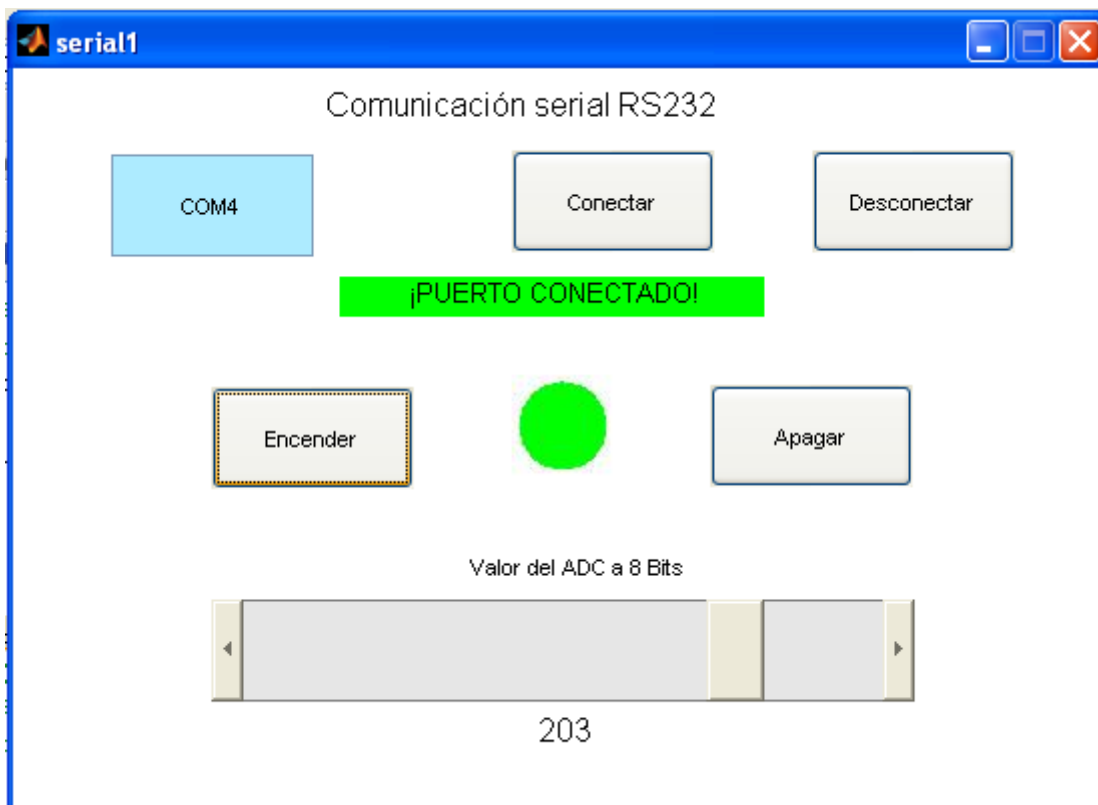 serial1
Comunicación serial RS232
COM4
Conectar
Desconectar
¡PUERTO CONECTADO!
Encender
Apagar
Valor del ADC a 8 Bits
203